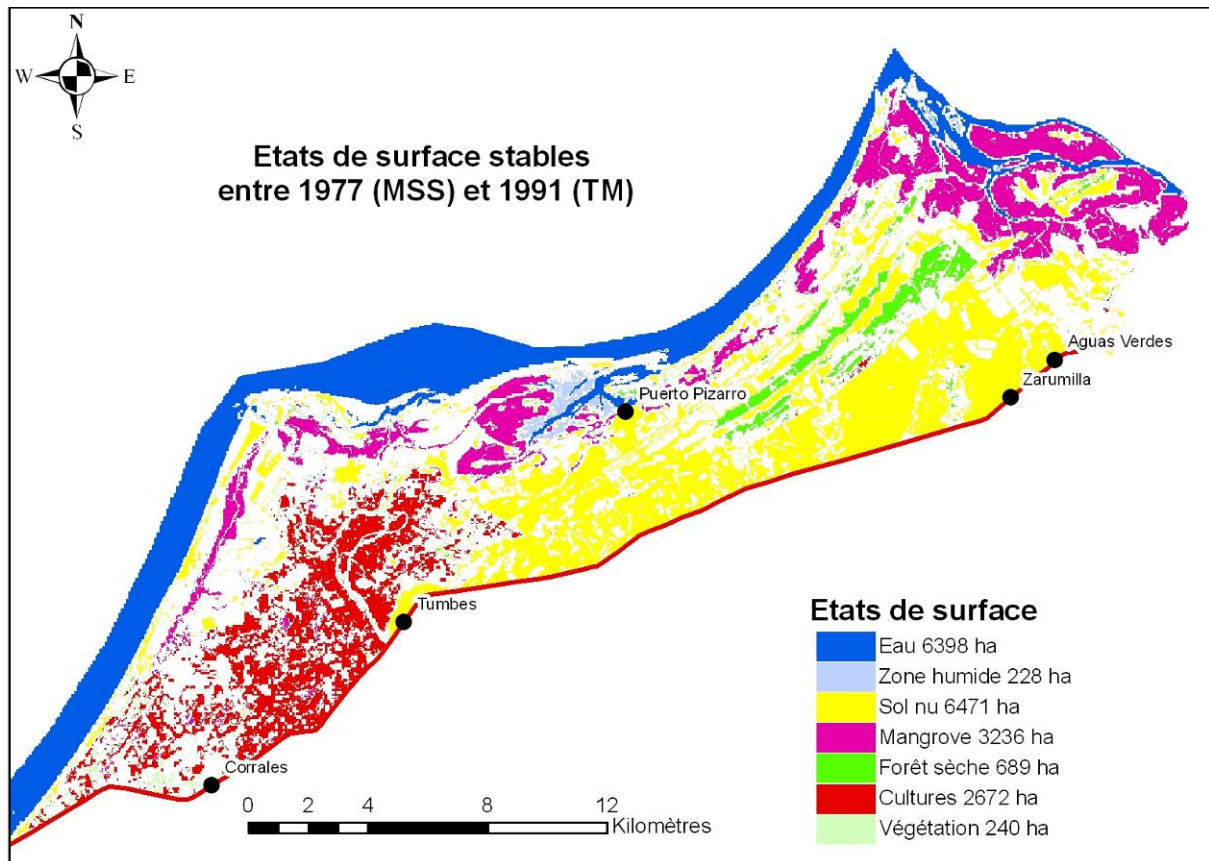 N
W E
S
Etats de surface stables
entre 1977 (MSS) et 1991 (TM)
Aguas Verdes
Zarumilla
Puerto Pizarro
Tumbes
Corrales
0 2 4 8 12
Kilomètres
Etats de surface
Eau 6398 ha
Zone humide 228 ha
Sol nu 6471 ha
Mangrove 3236 ha
Forêt sèche 689 ha
Cultures 2672 ha
Végétation 240 ha